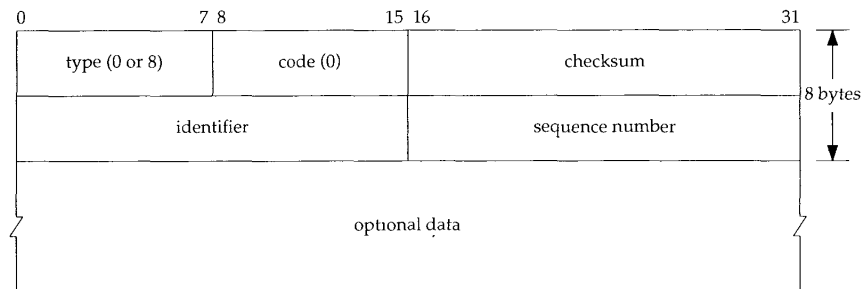 0 7 8 15 16 31
type (0 or 8) code (0) checksum
8 bytes
identifier sequence number
optional data